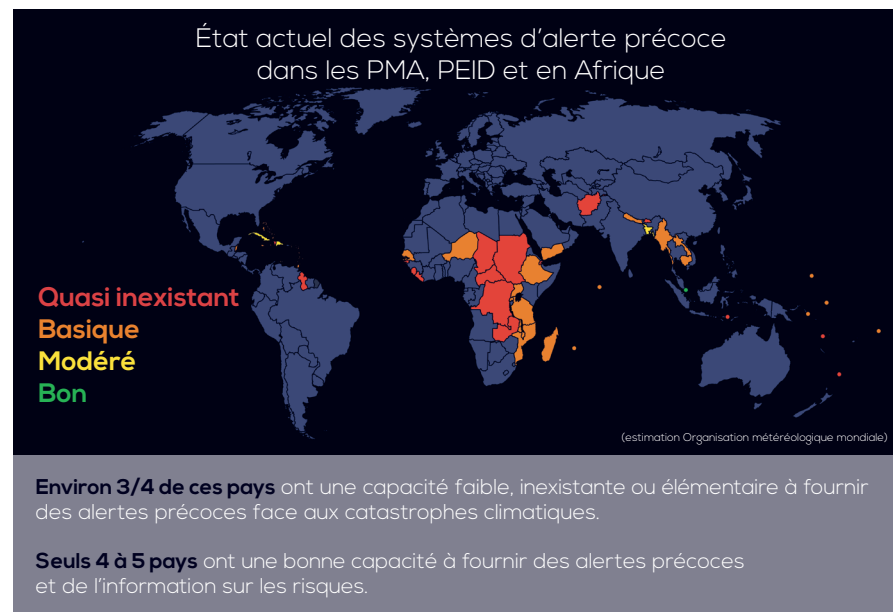 État actuel des systèmes d'alerte précoce
dans les PMA, PEID et en Afrique
Quasi inexistant
Basique
Modéré
Bon
(estimation Organisation météréologique mondiale)
Environ 3/4 de ces pays ont une capacité faible, inexistante ou élémentaire à fournir
des alertes précoces face aux catastrophes climatiques.
Seuls 4 à 5 pays ont une bonne capacité à fournir des alertes précoces
et de l'information sur les risques.